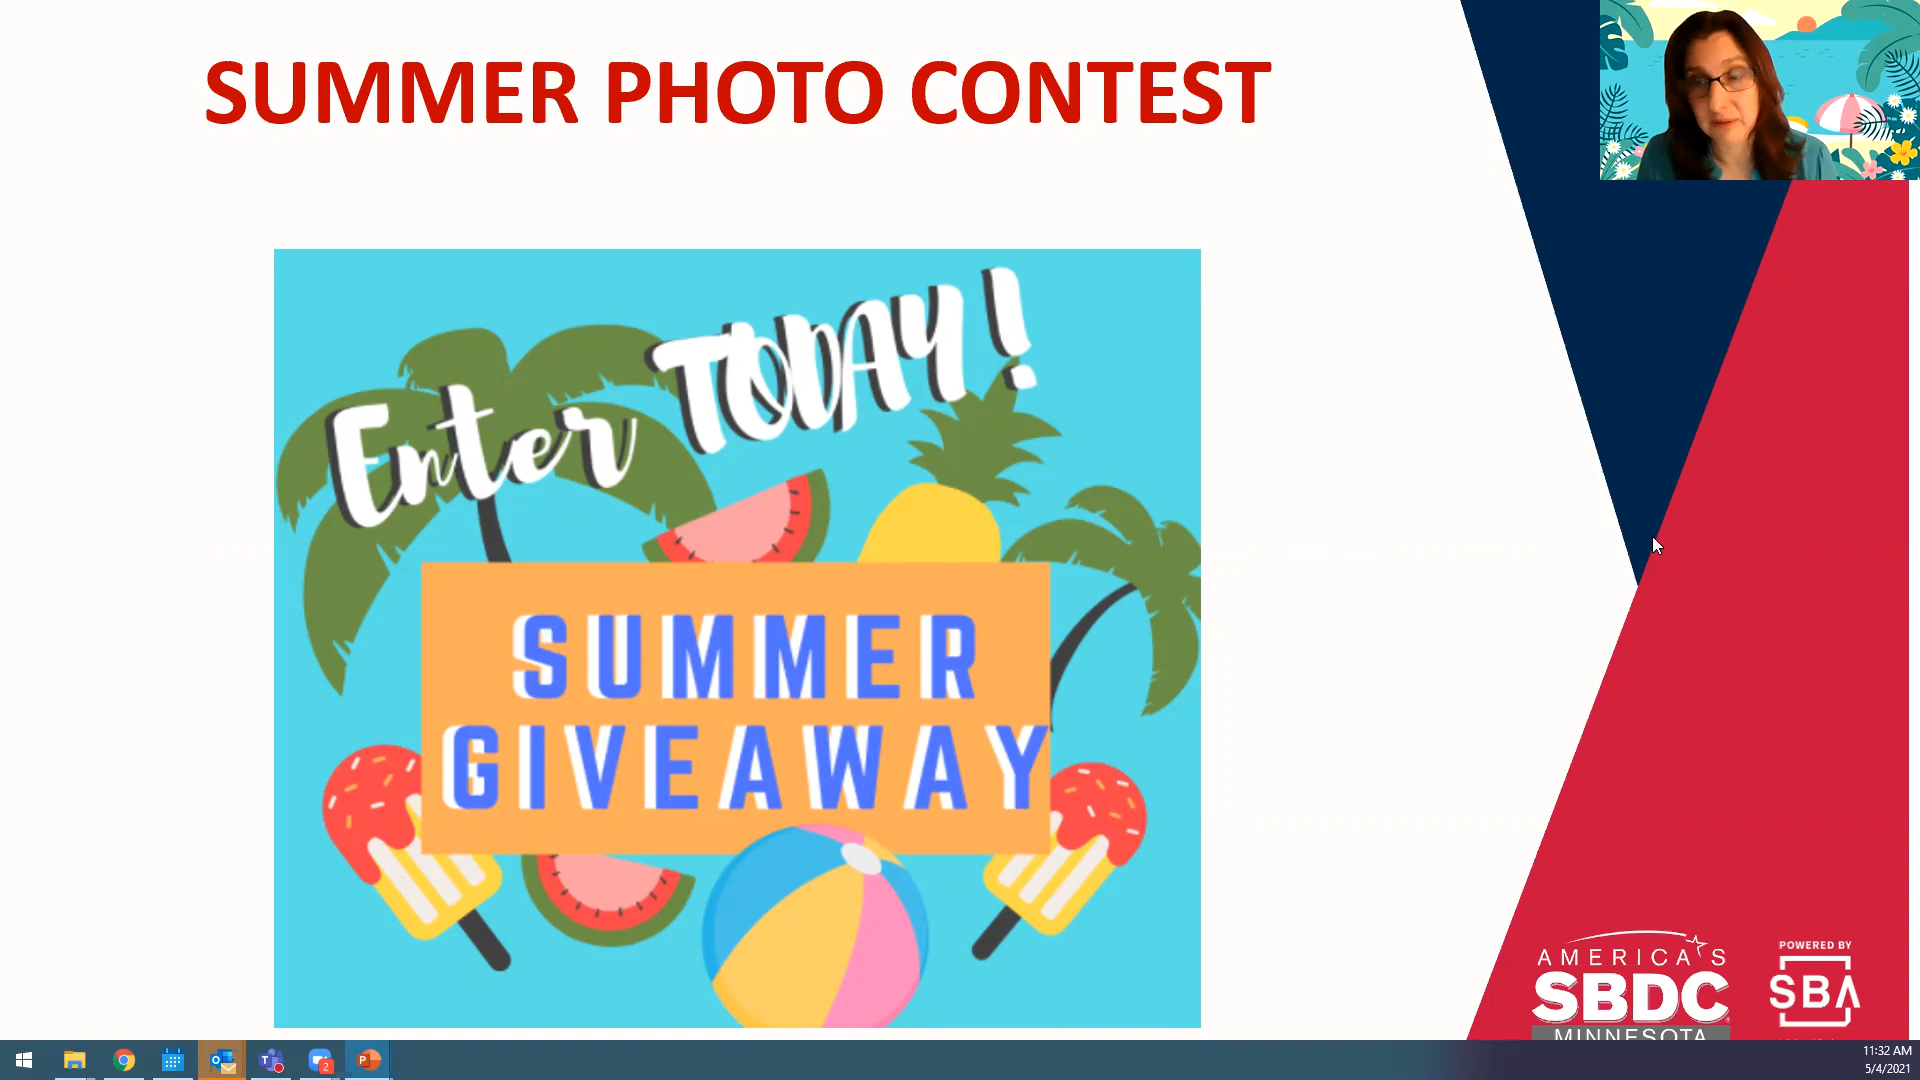 SUMMER PHOTO CONTEST
Enter TODAY!
SUMMER
GIVEAWAY
AMERICA'S
SBDC
MINNESOTA
POWERED BY
SBA
2
11:32 AM
5/4/2021